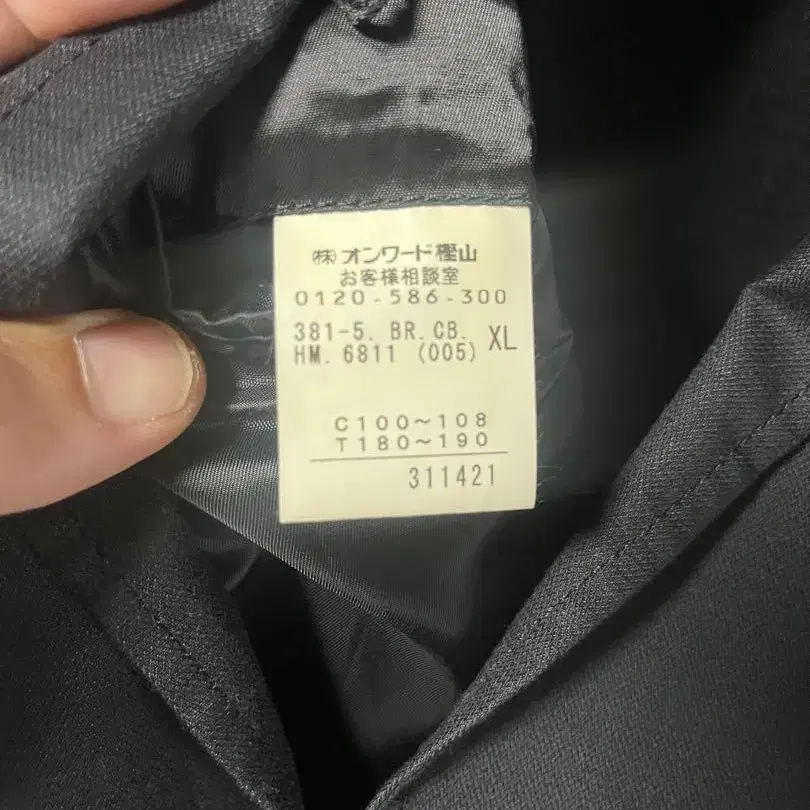 (株)オンワード樫山
お客様相談室
0120-586-300
381-5. BR.CB. XL
HM. 6811 (005)
C100～108
T180～190
311421